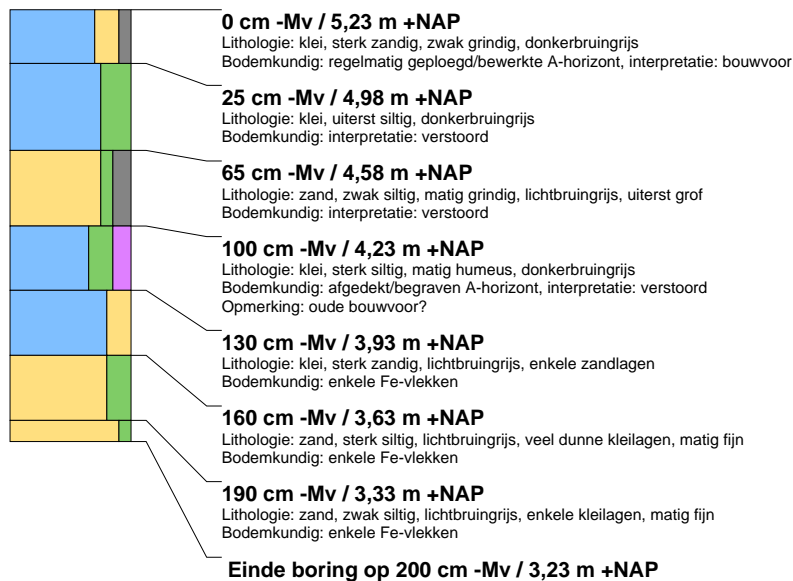 0 cm -Mv / 5,23 m +NAP
Lithologie: klei, sterk zandig, zwak grindig, donkerbruingrijs
Bodemkundig: regelmatig geploegd/bewerkte A-horizont, interpretatie: bouwvoor
25 cm -Mv / 4,98 m +NAP
Lithologie: klei, uiterst siltig, donkerbruingrijs
Bodemkundig: interpretatie: verstoord
65 cm -Mv / 4,58 m +NAP
Lithologie: zand, zwak siltig, matig grindig, lichtbruingrijs, uiterst grof
Bodemkundig: interpretatie: verstoord
100 cm -Mv / 4,23 m +NAP
Lithologie: klei, sterk siltig, matig humeus, donkerbruingrijs
Bodemkundig: afgedekt/begraven A-horizont, interpretatie: verstoord
Opmerking: oude bouwvoor?
130 cm -Mv / 3,93 m +NAP
Lithologie: klei, sterk zandig, lichtbruingrijs, enkele zandlagen
Bodemkundig: enkele Fe-vlekken
160 cm -Mv / 3,63 m +NAP
Lithologie: zand, sterk siltig, lichtbruingrijs, veel dunne kleilagen, matig fijn
Bodemkundig: enkele Fe-vlekken
190 cm -Mv / 3,33 m +NAP
Lithologie: zand, zwak siltig, lichtbruingrijs, enkele kleilagen, matig fijn
Bodemkundig: enkele Fe-vlekken
Einde boring op 200 cm -Mv / 3,23 m +NAP